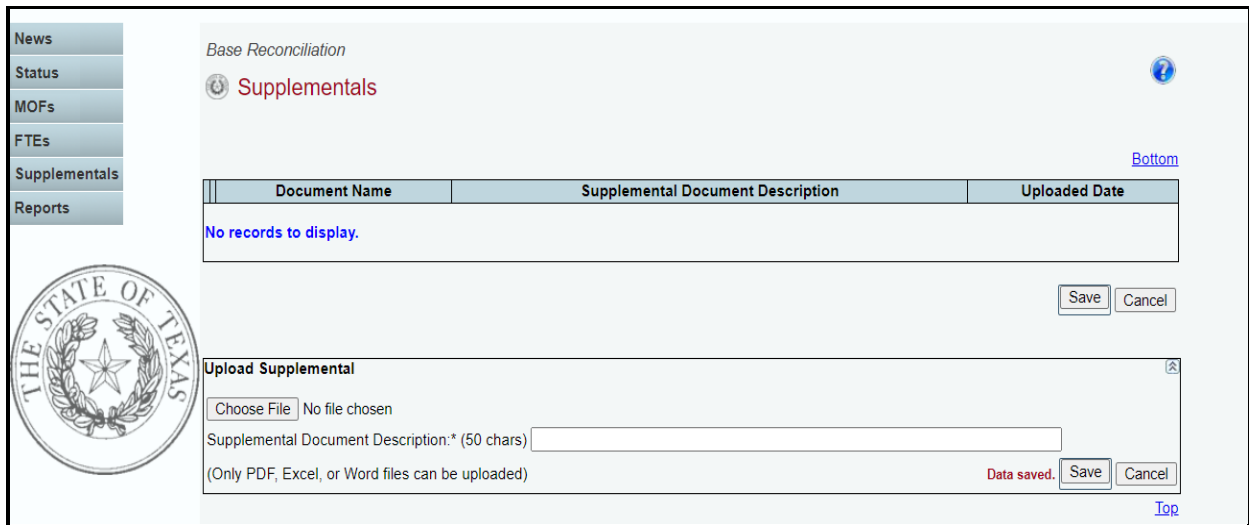 News
Status
MOFs
FTEs
Supplementals
Reports
THE STATE OF TEXAS
Base Reconciliation
Supplementals
?
Bottom
Document Name Supplemental Document Description Uploaded Date
No records to display.
Save Cancel
Upload Supplemental
Choose File No file chosen
Supplemental Document Description:* (50 chars)
(Only PDF, Excel, or Word files can be uploaded) Data saved. Save Cancel
Top